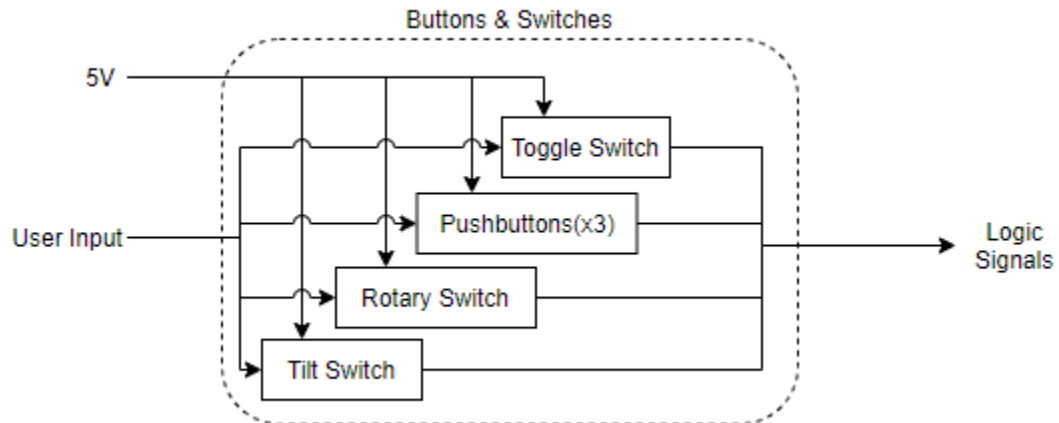 Buttons & Switches
5V
Toggle Switch
Pushbuttons(x3)
User Input
Logic
Signals
Rotary Switch
Tilt Switch